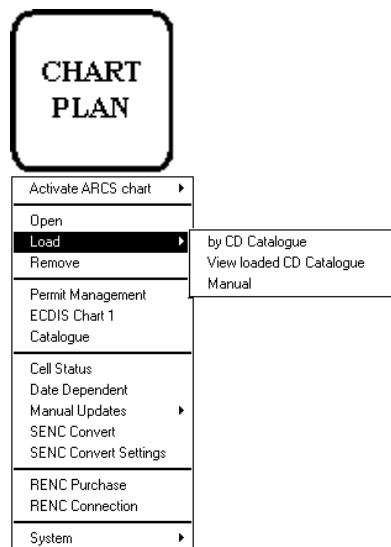 CHART
PLAN
Activate ARCS chart
Open
Load
by CD Catalogue
View loaded CD Catalogue
Manual
Remove
Permit Management
ECDIS Chart 1
Catalogue
Cell Status
Date Dependent
Manual Updates
SENC Convert
SENC Convert Settings
RENC Purchase
RENC Connection
System